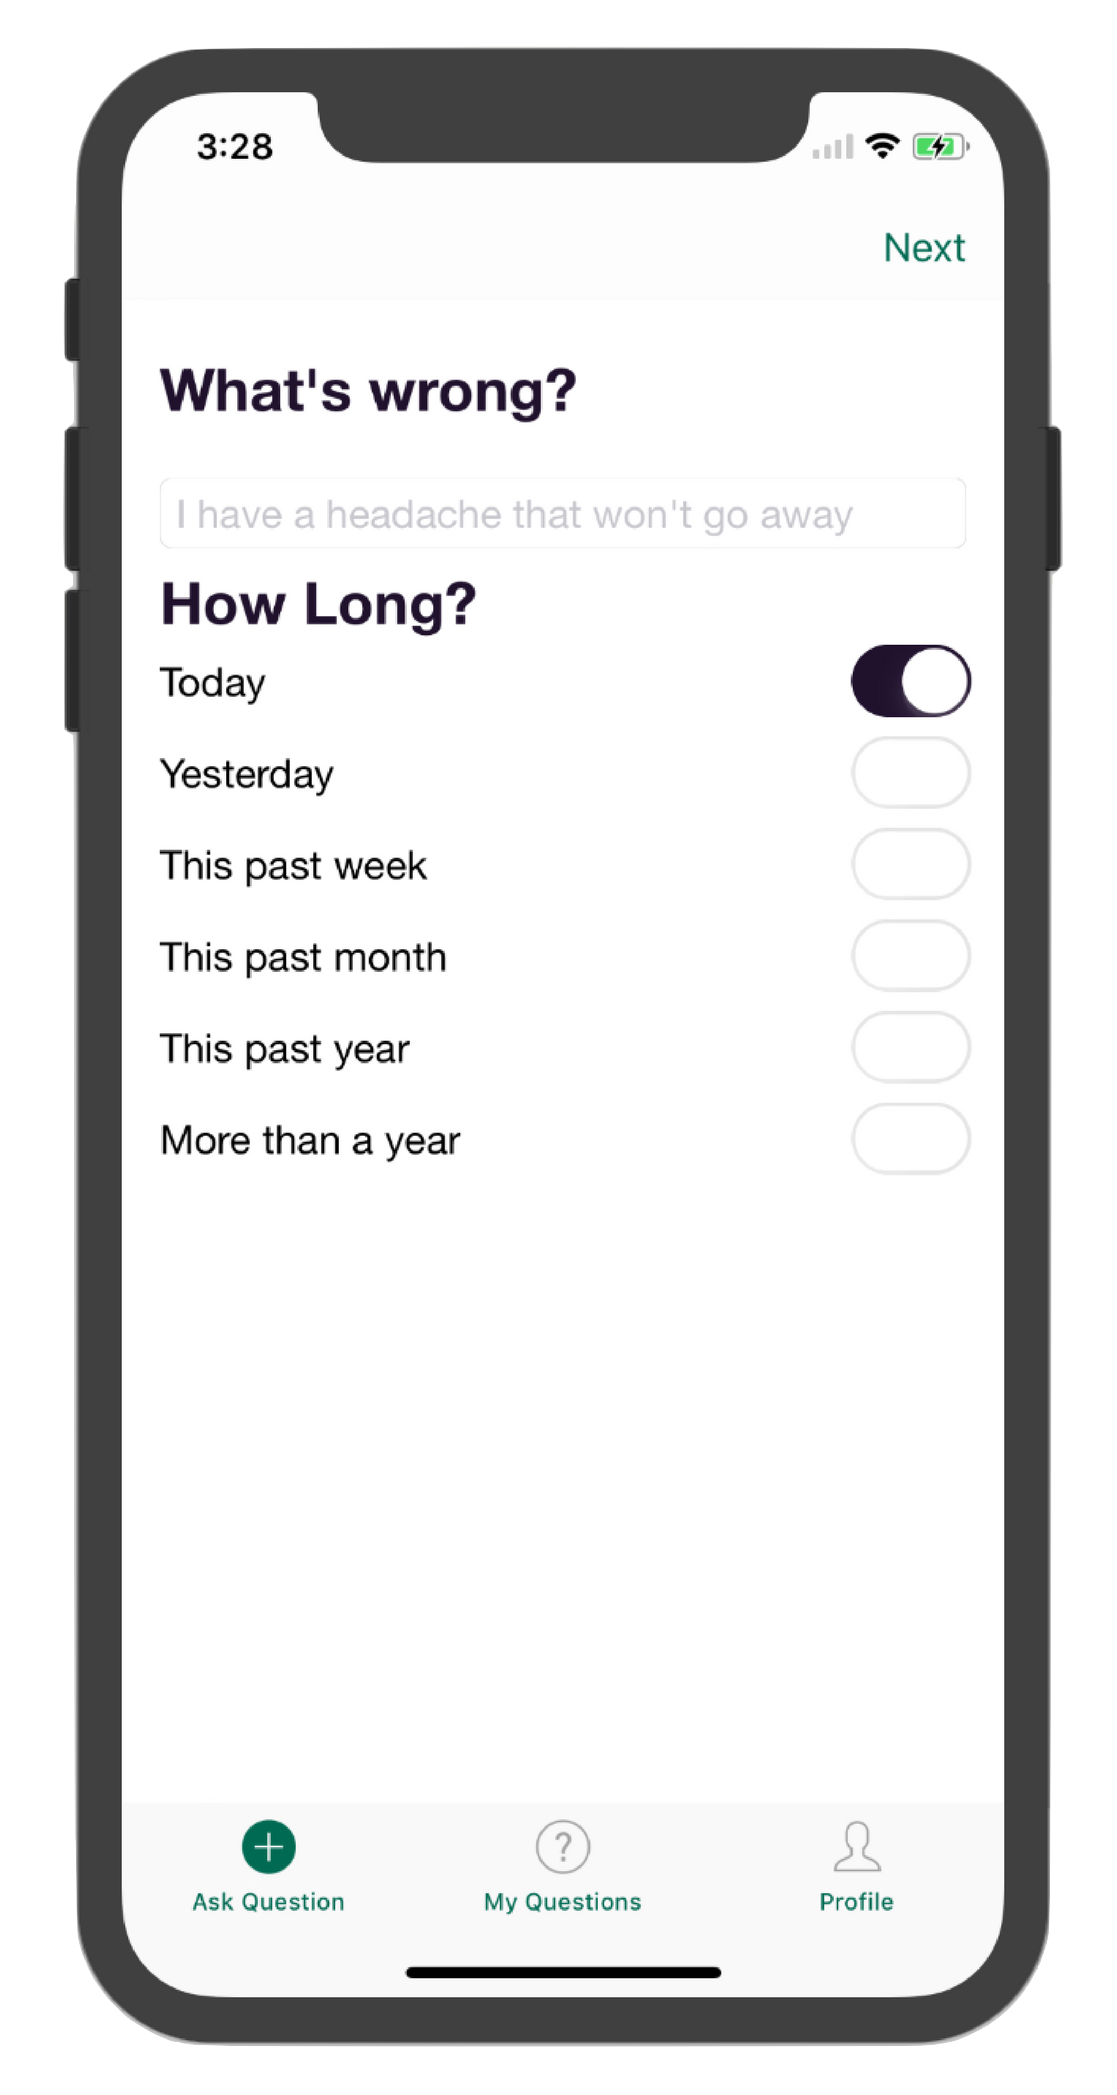 3:28
Next
What's wrong?
I have a headache that won't go away
How Long?
Today
Yesterday
This past week
This past month
This past year
More than a year
Ask Question
My Questions
Profile